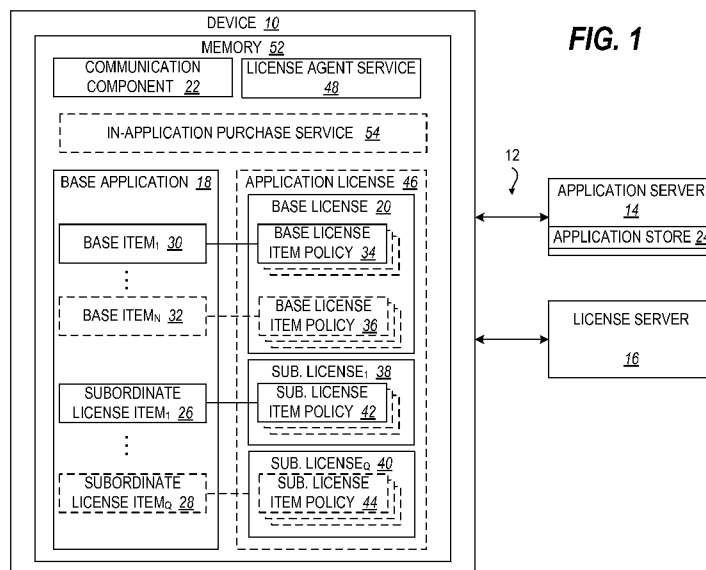 DEVICE 10
FIG. 1
MEMORY 52
COMMUNICATION
COMPONENT 22
LICENSE AGENT SERVICE
48
IN-APPLICATION PURCHASE SERVICE 54
12
BASE APPLICATION 18
APPLICATION LICENSE 46
BASE LICENSE 20
BASE ITEM₁ 30
BASE LICENSE
ITEM POLICY 34
BASE ITEMN 32
BASE LICENSE
ITEM POLICY 36
SUB. LICENSE₁ 38
SUBORDINATE
LICENSE ITEM₁ 26
SUB. LICENSE
ITEM POLICY 42
SUB. LICENSEQ 40
SUBORDINATE
LICENSE ITEMQ 28
SUB. LICENSE
ITEM POLICY 44
APPLICATION SERVER
14
APPLICATION STORE 24
LICENSE SERVER
16